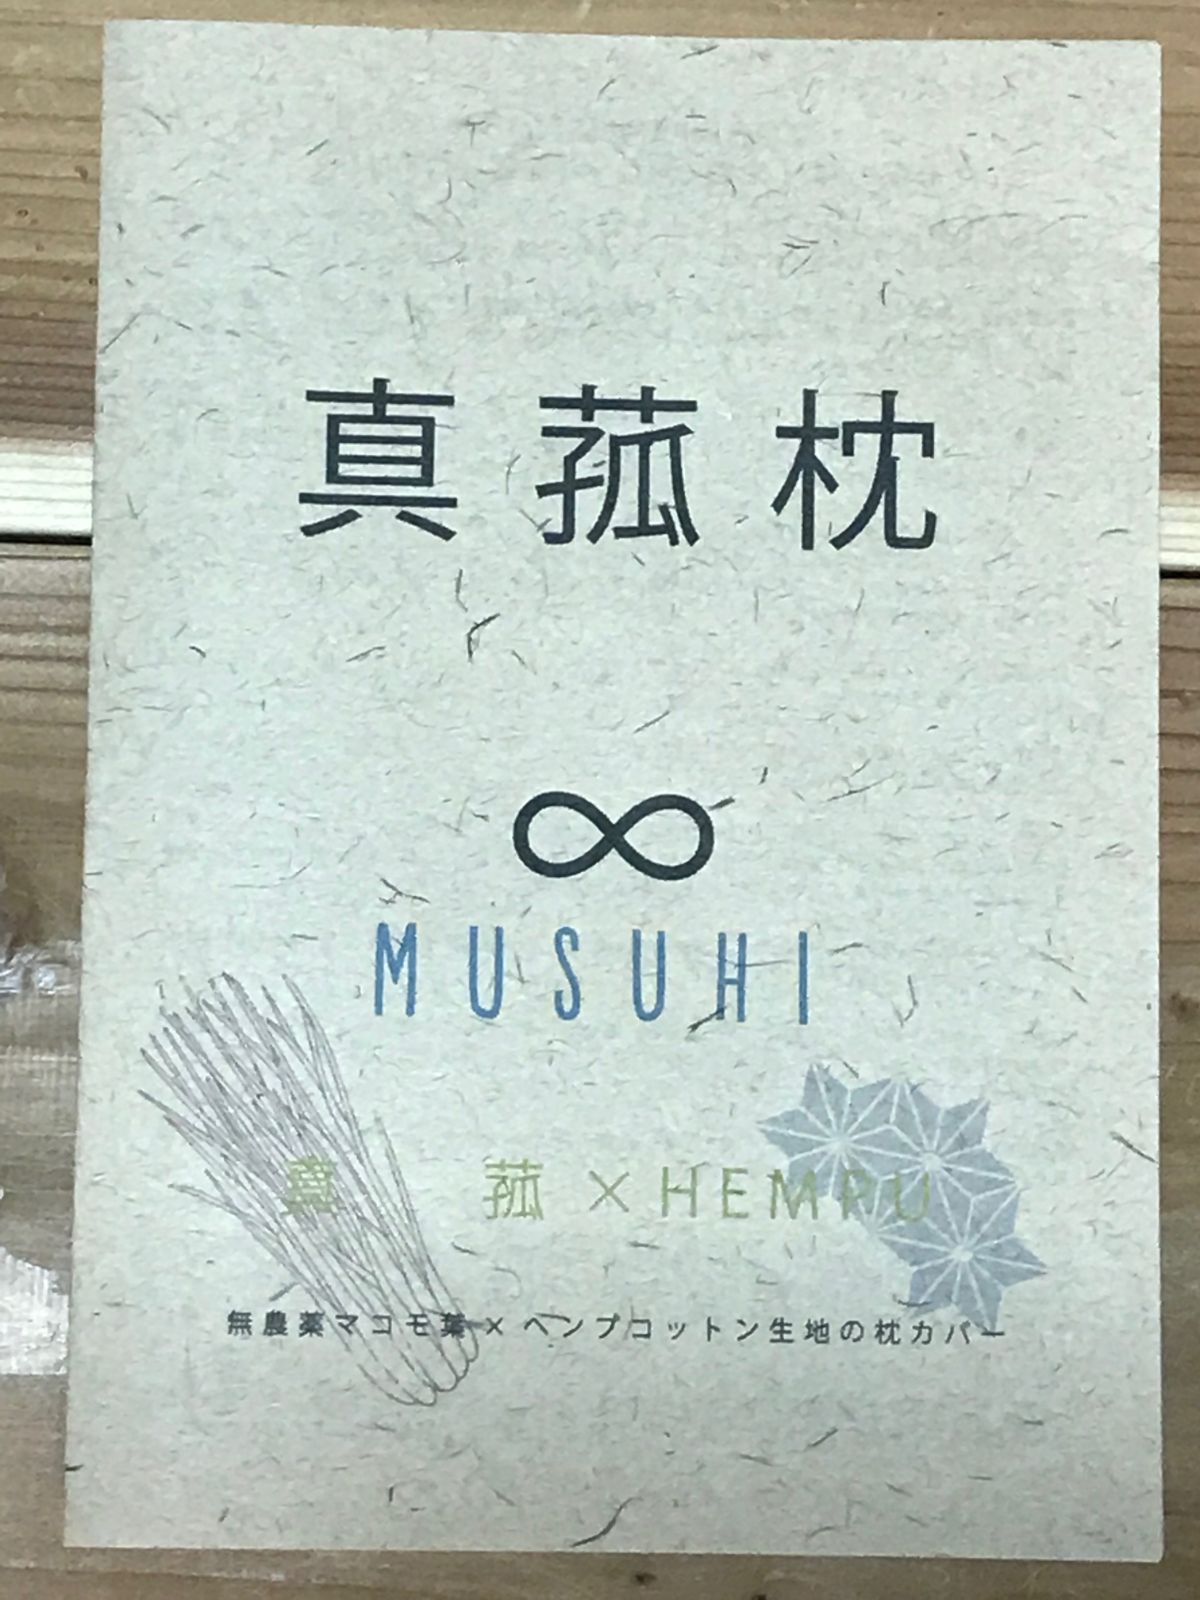 真菰枕
∞
MUSUHI
真 菰 × HEMPU
無農薬マコモ葉 × ヘンプコットン生地の枕カバー